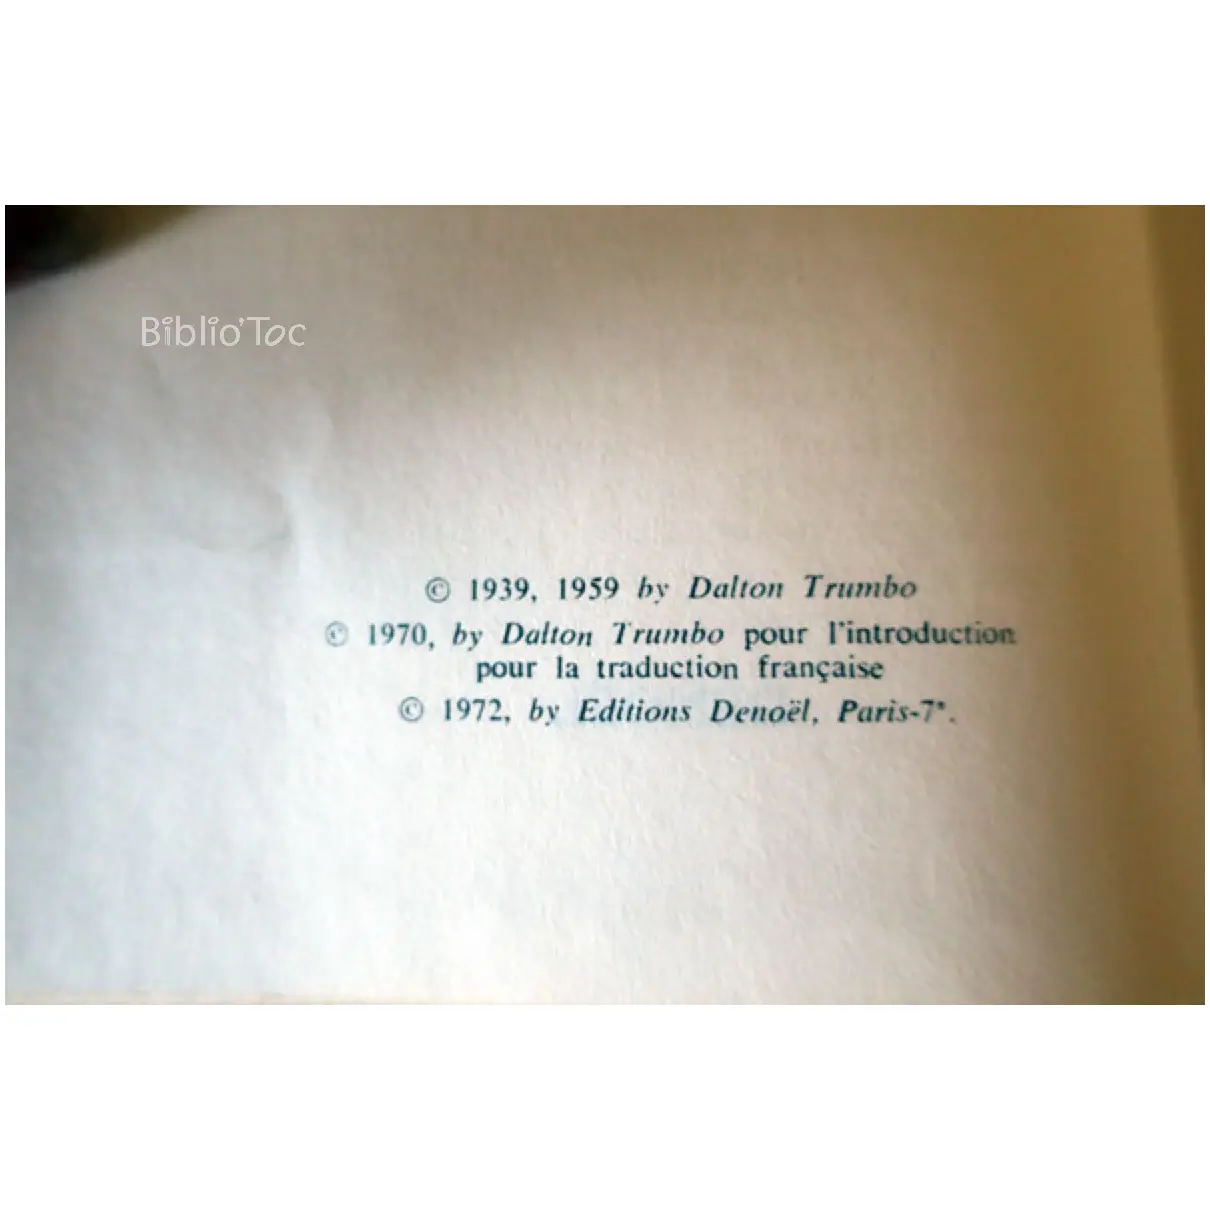 Biblio'Toc
© 1939, 1959 by Dalton Trumbo
© 1970, by Dalton Trumbo pour l'introduction
pour la traduction française
© 1972, by Editions Denoël, Paris-7ᵉ.